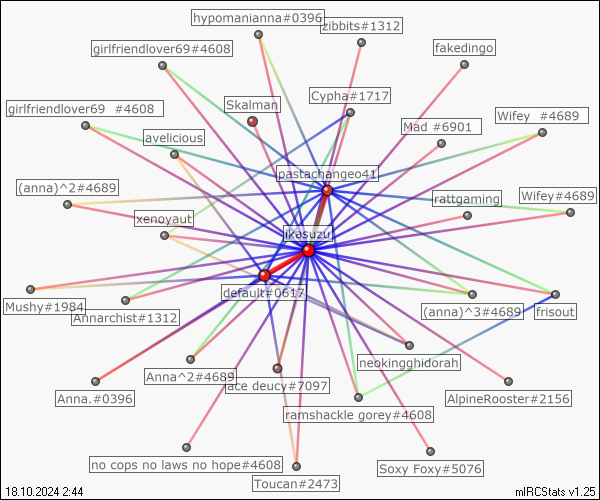 hypomanianna#0396
zibbits#1312
girlfriendlover69#4608
fakedingo
Skalman
Cypha#1717
girlfriendlover69 #4608
Wifey #4689
avelicious
Mad #6901
pastachangeo41
(anna)^2#4689
rattgaming
Wifey#4689
xenoyaut
ikasuzu
default#0617
Mushy#1984
Annarchist#1312
(anna)^3#4689
frisout
neokingghidorah
Anna^2#4689
ace deucy#7097
Anna.#0396
AlpineRooster#2156
ramshackle gorey#4608
no cops no laws no hope#4608
Soxy Foxy#5076
Toucan#2473
18.10.2024 2:44
mIRCStats v1.25